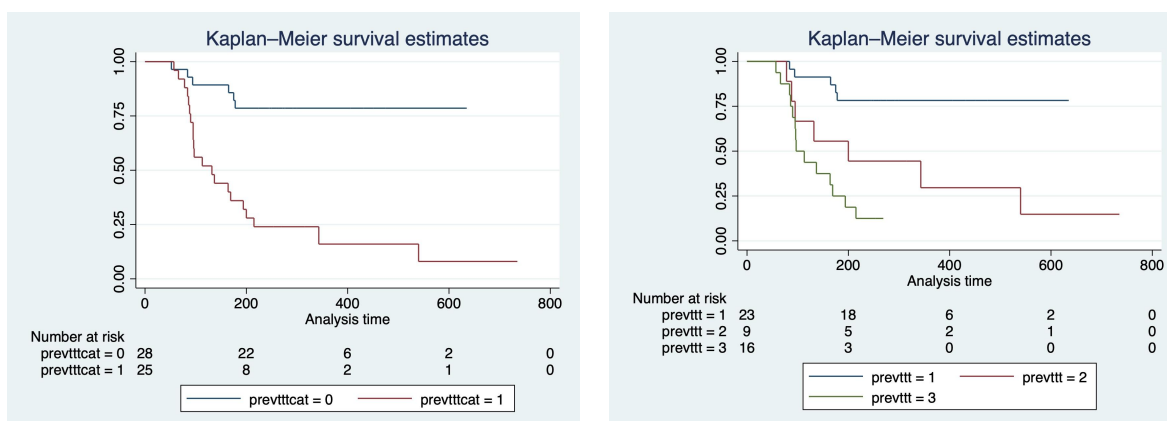 Kaplan–Meier survival estimates
1.00
0.75
0.50
0.25
0.00
0 200 400 600 800
Analysis time
Number at risk
prevtttcat = 0 28 22 6 2 0
prevtttcat = 1 25 8 2 1 0
prevtttcat = 0 prevtttcat = 1
Kaplan–Meier survival estimates
1.00
0.75
0.50
0.25
0.00
0 200 400 600 800
Analysis time
Number at risk
prevttt = 1 23 18 6 2 0
prevttt = 2 9 5 2 1 0
prevttt = 3 16 3 0 0 0
prevttt = 1 prevttt = 2
prevttt = 3